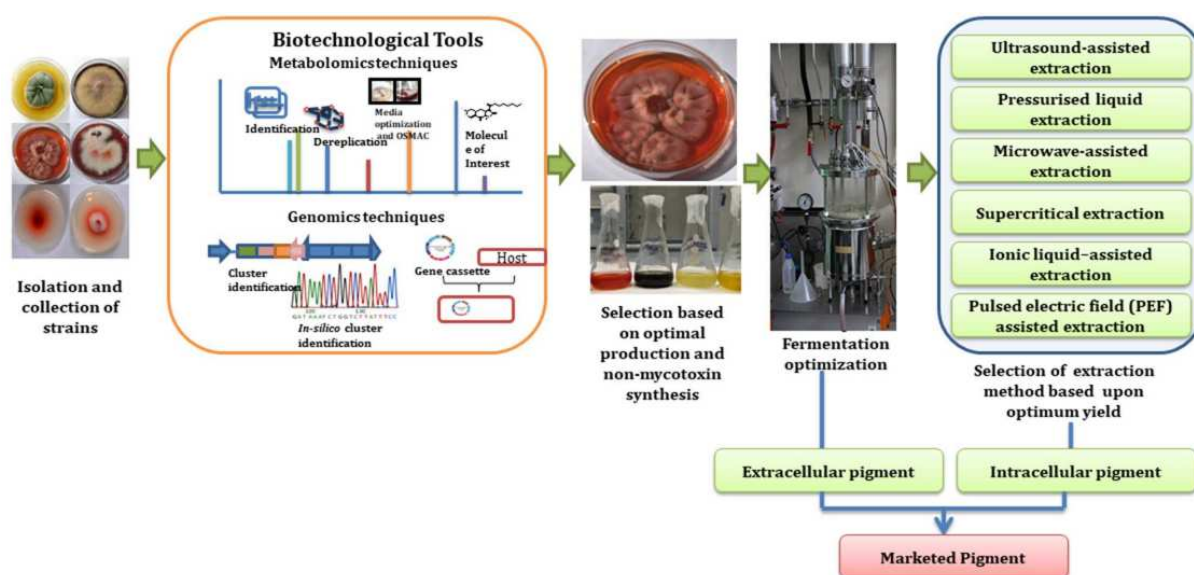 Isolation and
collection of
strains
Biotechnological Tools
Metabolomics techniques
Identification
Dereplication
Media
optimization
and OSMAC
Molecul
e of
Interest
Genomics techniques
Cluster
identification
In-silico cluster
identification
Gene cassette
Host
Selection based
on optimal
production and
non-mycotoxin
synthesis
Fermentation
optimization
Ultrasound-assisted
extraction
Pressurised liquid
extraction
Microwave-assisted
extraction
Supercritical extraction
Ionic liquid–assisted
extraction
Pulsed electric field (PEF)
assisted extraction
Selection of extraction
method based upon
optimum yield
Extracellular pigment
Intracellular pigment
Marketed Pigment